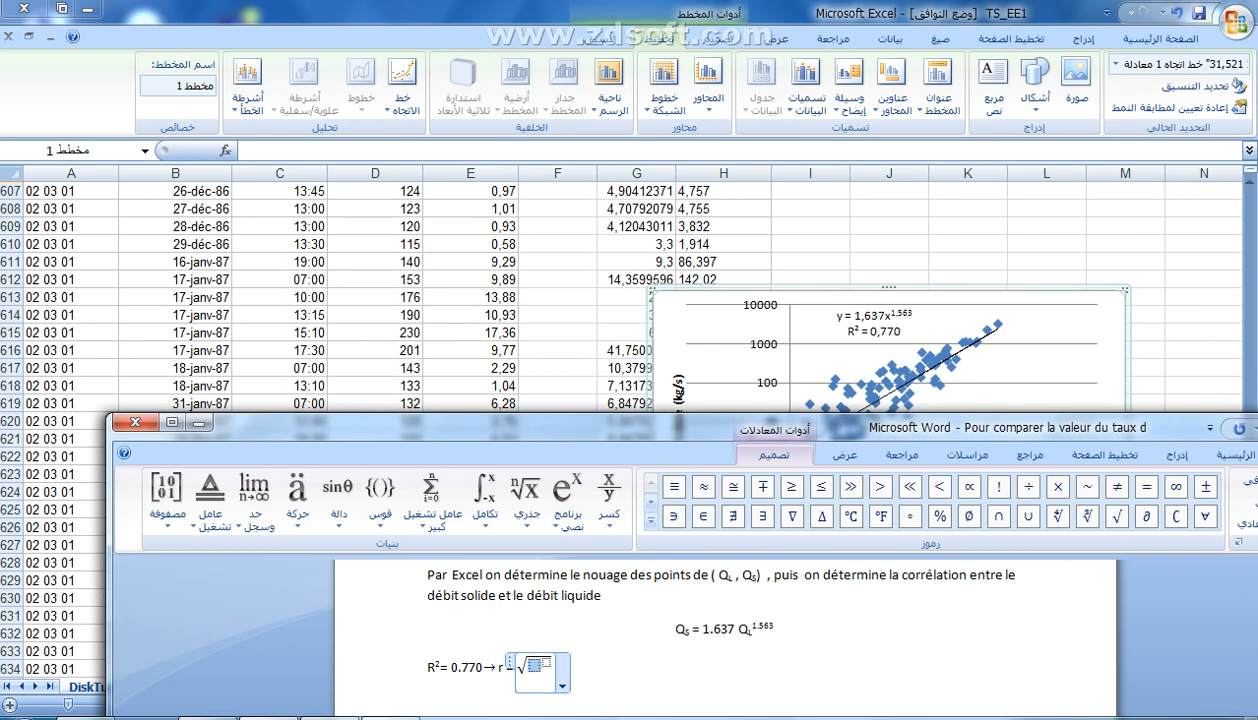 أدوات المخطط
TS_EE1 [وضع التوافق] - Microsoft Excel
www.zdsoft.com
الصفحة الرئيسية إدراج تخطيط الصفحة صيغ بيانات مراجعة عرض تصميم تخطيط تنسيق
31,521" خط اتجاه 1 معادلة
تحديد التنسيق
إعادة تعيين لمطابقة النمط
التحديد الحالي
صورة أشكال مربع نص
إدراج
عنوان المخطط عناوين المحاور وسيلة إيضاح تسميات البيانات جدول البيانات
تسميات
المحاور خطوط الشبكة
محاور
ناحية الرسم جدار المخطط أرضية المخطط استدارة ثلاثية الأبعاد
الخلفية
خط الاتجاه خطوط أشرطة علوية/سفلية أشرطة الخطأ
تحليل
اسم المخطط:
مخطط 1
خصائص
مخطط 1 fx
A B C D E F G H I J K L M N
607 02 03 01 26-déc-86 13:45 124 0,97 4,90412371 4,757
608 02 03 01 27-déc-86 13:00 123 1,01 4,70792079 4,755
609 02 03 01 28-déc-86 13:00 120 0,93 4,12043011 3,832
610 02 03 01 29-déc-86 13:30 115 0,58 3,3 1,914
611 02 03 01 16-janv-87 19:00 140 9,29 9,3 86,397
612 02 03 01 17-janv-87 07:00 153 9,89 14,3599596 142,02
613 02 03 01 17-janv-87 10:00 176 13,88
614 02 03 01 17-janv-87 13:15 190 10,93
615 02 03 01 17-janv-87 15:10 230 17,36
616 02 03 01 17-janv-87 17:30 201 9,77 41,7500
617 02 03 01 18-janv-87 07:00 143 2,29 10,3799
618 02 03 01 18-janv-87 13:10 133 1,04 7,13173
619 02 03 01 31-janv-87 07:00 132 6,28 6,84792
620 02 03 01
621 02 03 01
622 02 03 01
623 02 03 01
624 02 03 01
625 02 03 01
626 02 03 01
627 02 03 01
628 02 03 01
629 02 03 01
630 02 03 01
631 02 03 01
632 02 03 01
633 02 03 01
634 02 03 01
10000
1000
100
y = 1,637x^1,563
R² = 0,770
(kg/s)
DiskTu
أدوات المعادلات
Microsoft Word - Pour comparer la valeur du taux d
الرئيسية إدراج تخطيط الصفحة مراجع مراسلات مراجعة عرض تصميم
± ∞ = ≠ ~ × ÷ ! ∝ < ≪ > ≫ ≤ ≥ ∓ ≅ ≈ ≡
∀ ∁ ∂ √ ∛ ∜ ∪ ∩ ∅ % ° °F °C ∆ ∇ ∃ ∄ ∈ ∋
رموز
كسر برنامج نصي جذري تكامل عامل تشغيل كبير قوس دالة حركة حد وسجل عامل تشغيل مصفوفة
بنيات
Par Excel on détermine le nouage des points de ( QL , QS) , puis on détermine la corrélation entre le
débit solide et le débit liquide
QS = 1.637 QL^1.563
R²= 0.770→ r = √